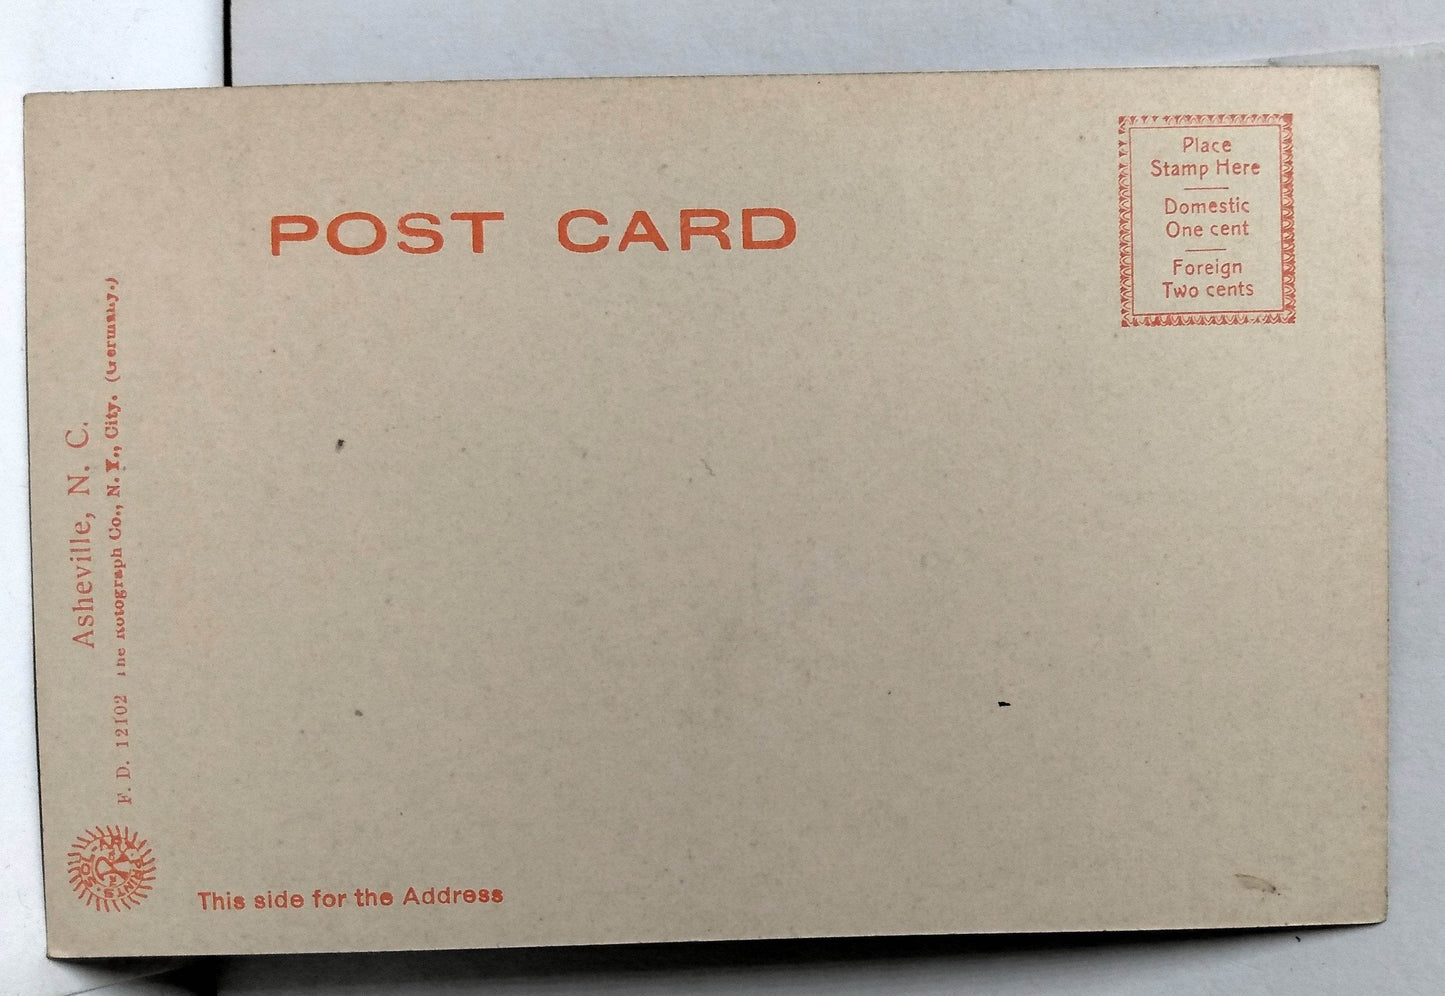 POST CARD
Place
Stamp Here
Domestic
One cent
Foreign
Two cents
Asheville, N. C.
F. D. 12102 The Rotograph Co., N. Y., City. (Germany.)
This side for the Address